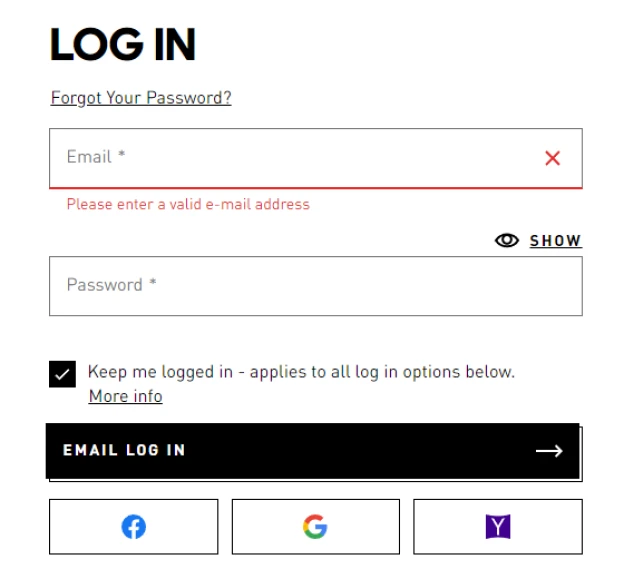 LOG IN
Forgot Your Password?
Email *
Please enter a valid e-mail address
SHOW
Password *
Keep me logged in - applies to all log in options below.
More info
EMAIL LOG IN